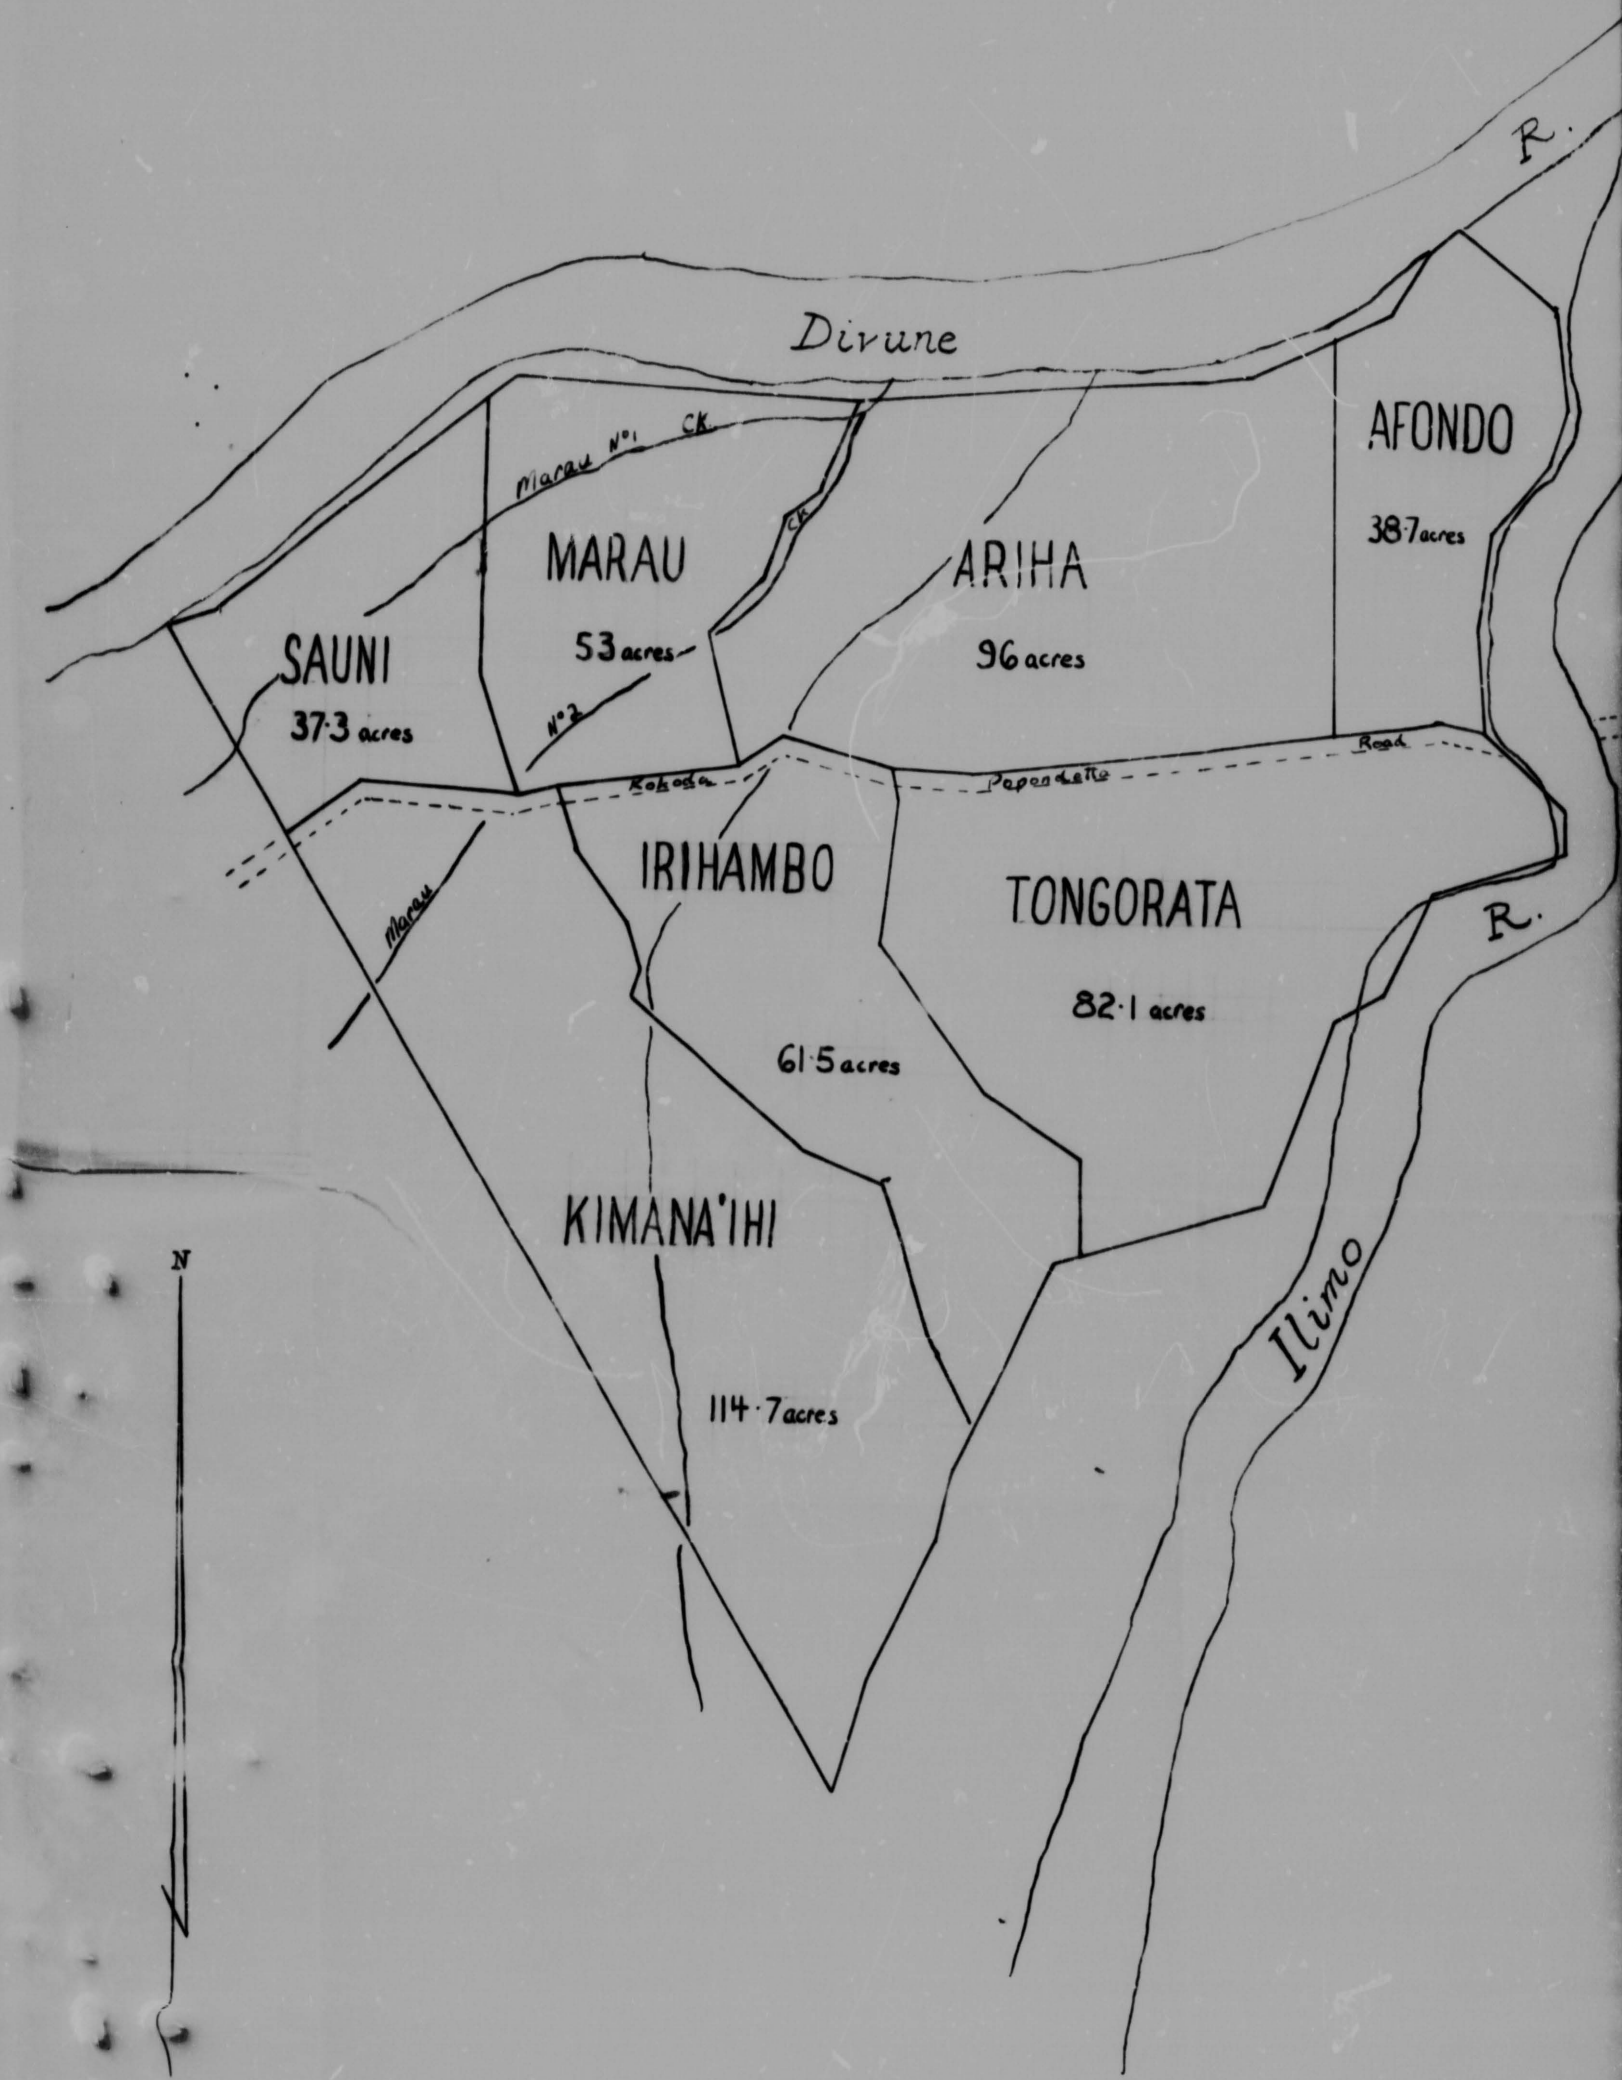 R.
Divune
Marau Nº1 CK.
AFONDO
38·7 acres
CK
MARAU
53 acres
ARIHA
96 acres
SAUNI
37·3 acres
Nº2
Kokoda Popondetta Road
Marau
IRIHAMBO
61·5 acres
TONGORATA
82·1 acres
R.
KIMANA'IHI
114·7 acres
N
Ilimo